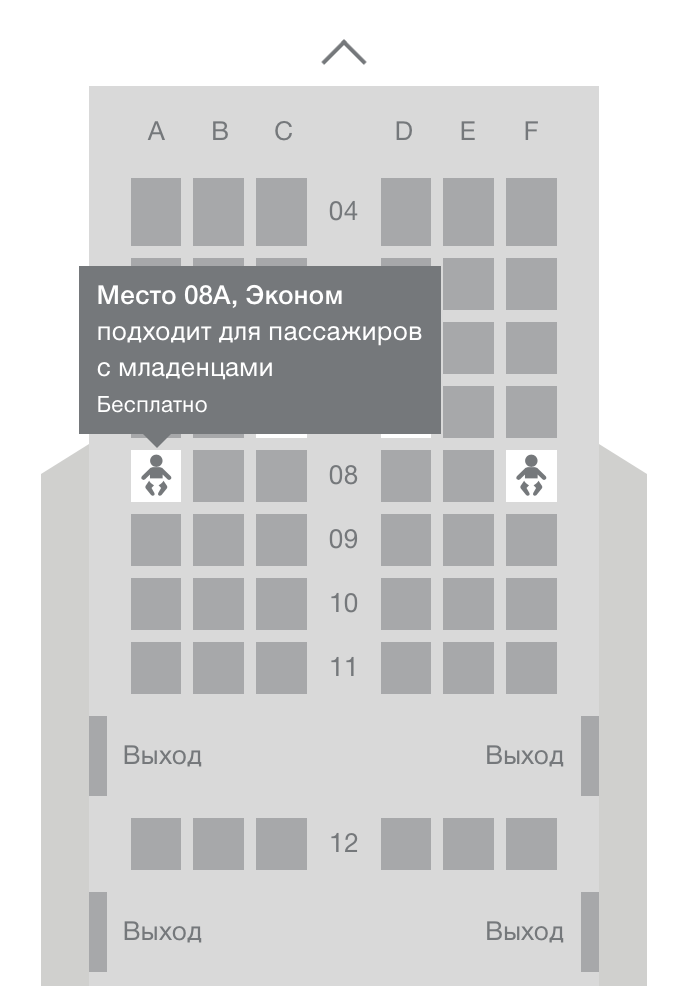 A B C D E F
04
Место 08A, Эконом
подходит для пассажиров
с младенцами
Бесплатно
08
09
10
11
Выход Выход
12
Выход Выход